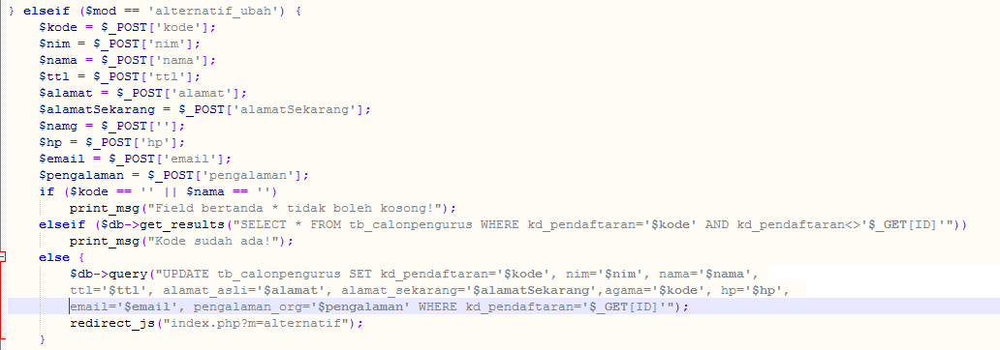 } elseif ($mod == 'alternatif_ubah') {
$kode = $_POST['kode'];
$nim = $_POST['nim'];
$nama = $_POST['nama'];
$ttl = $_POST['ttl'];
$alamat = $_POST['alamat'];
$alamatSekarang = $_POST['alamatSekarang'];
$namg = $_POST[''];
$hp = $_POST['hp'];
$email = $_POST['email'];
$pengalaman = $_POST['pengalaman'];
if ($kode == '' || $nama == '')
print_msg("Field bertanda * tidak boleh kosong!");
elseif ($db->get_results("SELECT * FROM tb_calonpengurus WHERE kd_pendaftaran='$kode' AND kd_pendaftaran<>'$_GET[ID]'"))
print_msg("Kode sudah ada!");
else {
$db->query("UPDATE tb_calonpengurus SET kd_pendaftaran='$kode', nim='$nim', nama='$nama',
ttl='$ttl', alamat_asli='$alamat', alamat_sekarang='$alamatSekarang',agama='$kode', hp='$hp',
email='$email', pengalaman_org='$pengalaman' WHERE kd_pendaftaran='$_GET[ID]'");
redirect_js("index.php?m=alternatif");
}